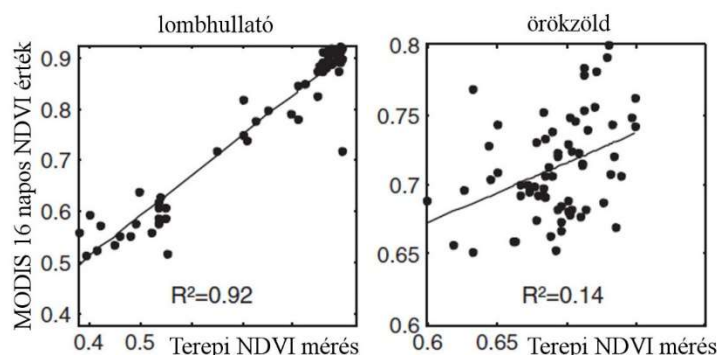 lombhullató
örökzöld
MODIS 16 napos NDVI érték
0.9
0.8
0.7
0.6
0.5
0.4
R²=0.92
0.4
0.5
Terepi NDVI mérés
0.8
0.75
0.7
0.65
0.6
R²=0.14
0.6
0.65
Terepi NDVI mérés